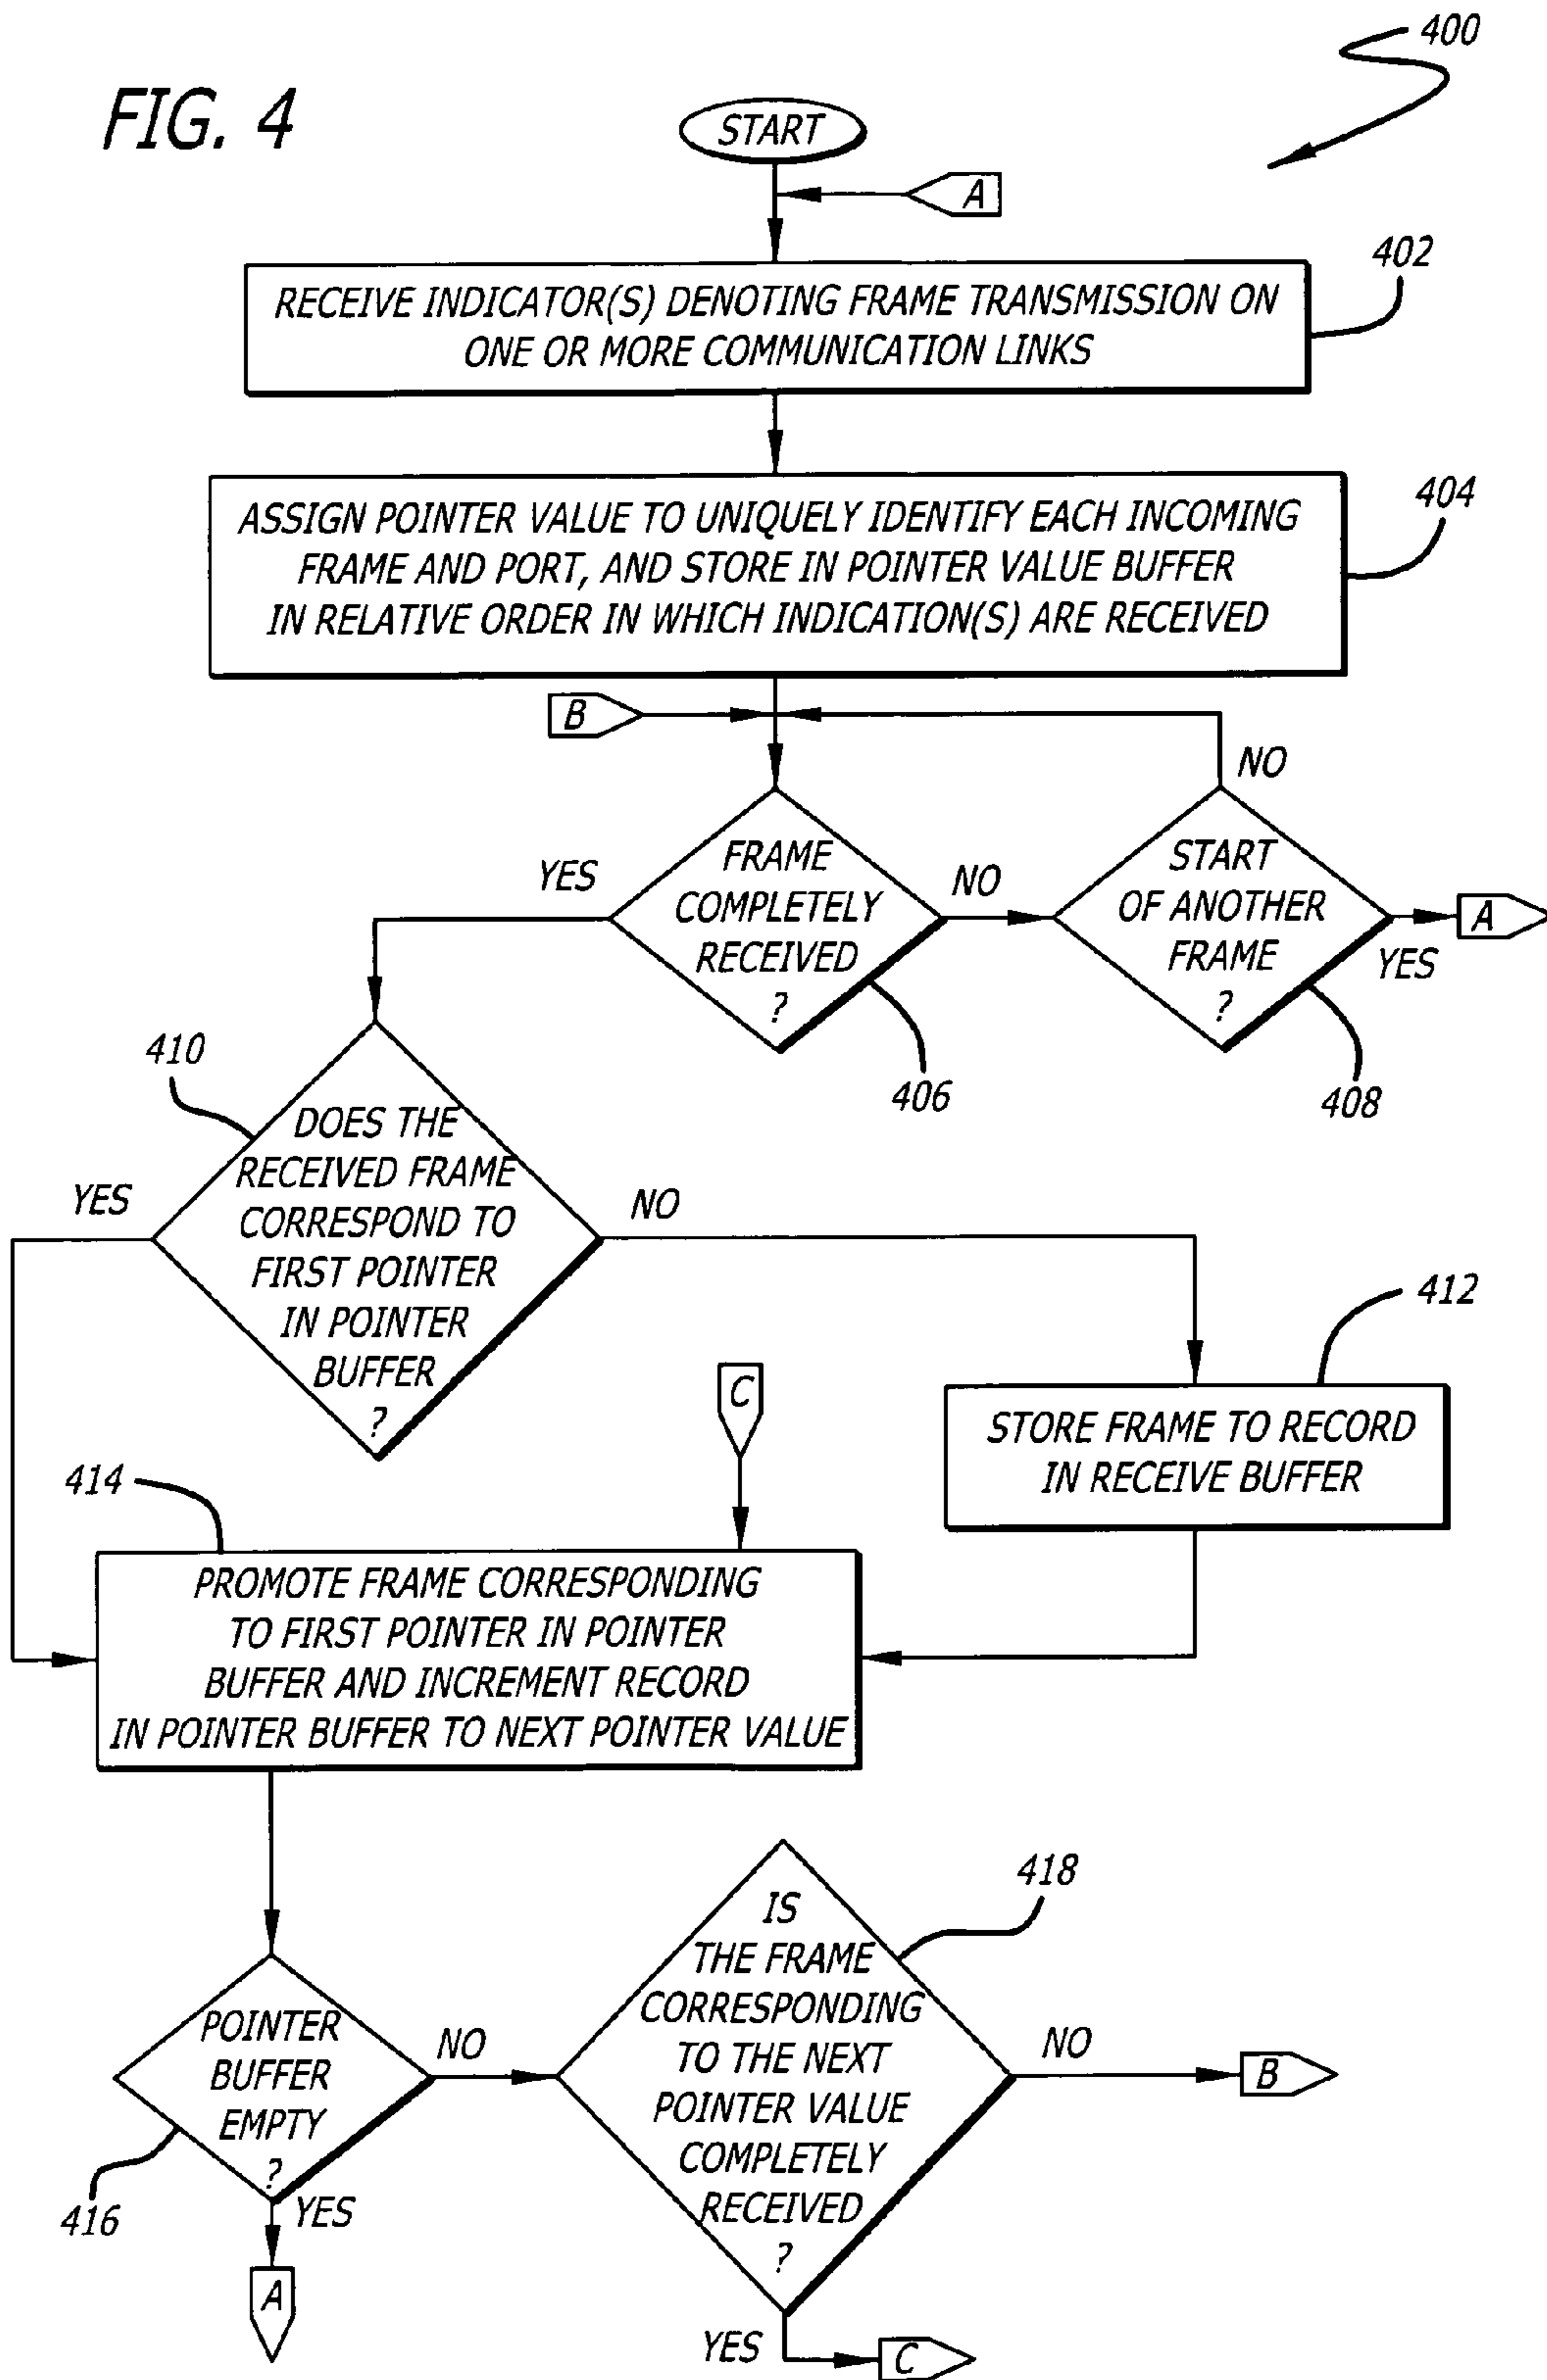 FIG. 4
400
START
A
402
RECEIVE INDICATOR(S) DENOTING FRAME TRANSMISSION ON
ONE OR MORE COMMUNICATION LINKS
404
ASSIGN POINTER VALUE TO UNIQUELY IDENTIFY EACH INCOMING
FRAME AND PORT, AND STORE IN POINTER VALUE BUFFER
IN RELATIVE ORDER IN WHICH INDICATION(S) ARE RECEIVED
B
NO
YES
FRAME
COMPLETELY
RECEIVED
?
NO
START
OF ANOTHER
FRAME
?
A
YES
406
408
410
DOES THE
RECEIVED FRAME
CORRESPOND TO
FIRST POINTER
IN POINTER
BUFFER
?
YES
NO
412
STORE FRAME TO RECORD
IN RECEIVE BUFFER
C
414
PROMOTE FRAME CORRESPONDING
TO FIRST POINTER IN POINTER
BUFFER AND INCREMENT RECORD
IN POINTER BUFFER TO NEXT POINTER VALUE
POINTER
BUFFER
EMPTY
?
NO
416
YES
A
418
IS
THE FRAME
CORRESPONDING
TO THE NEXT
POINTER VALUE
COMPLETELY
RECEIVED
?
NO
B
YES
C